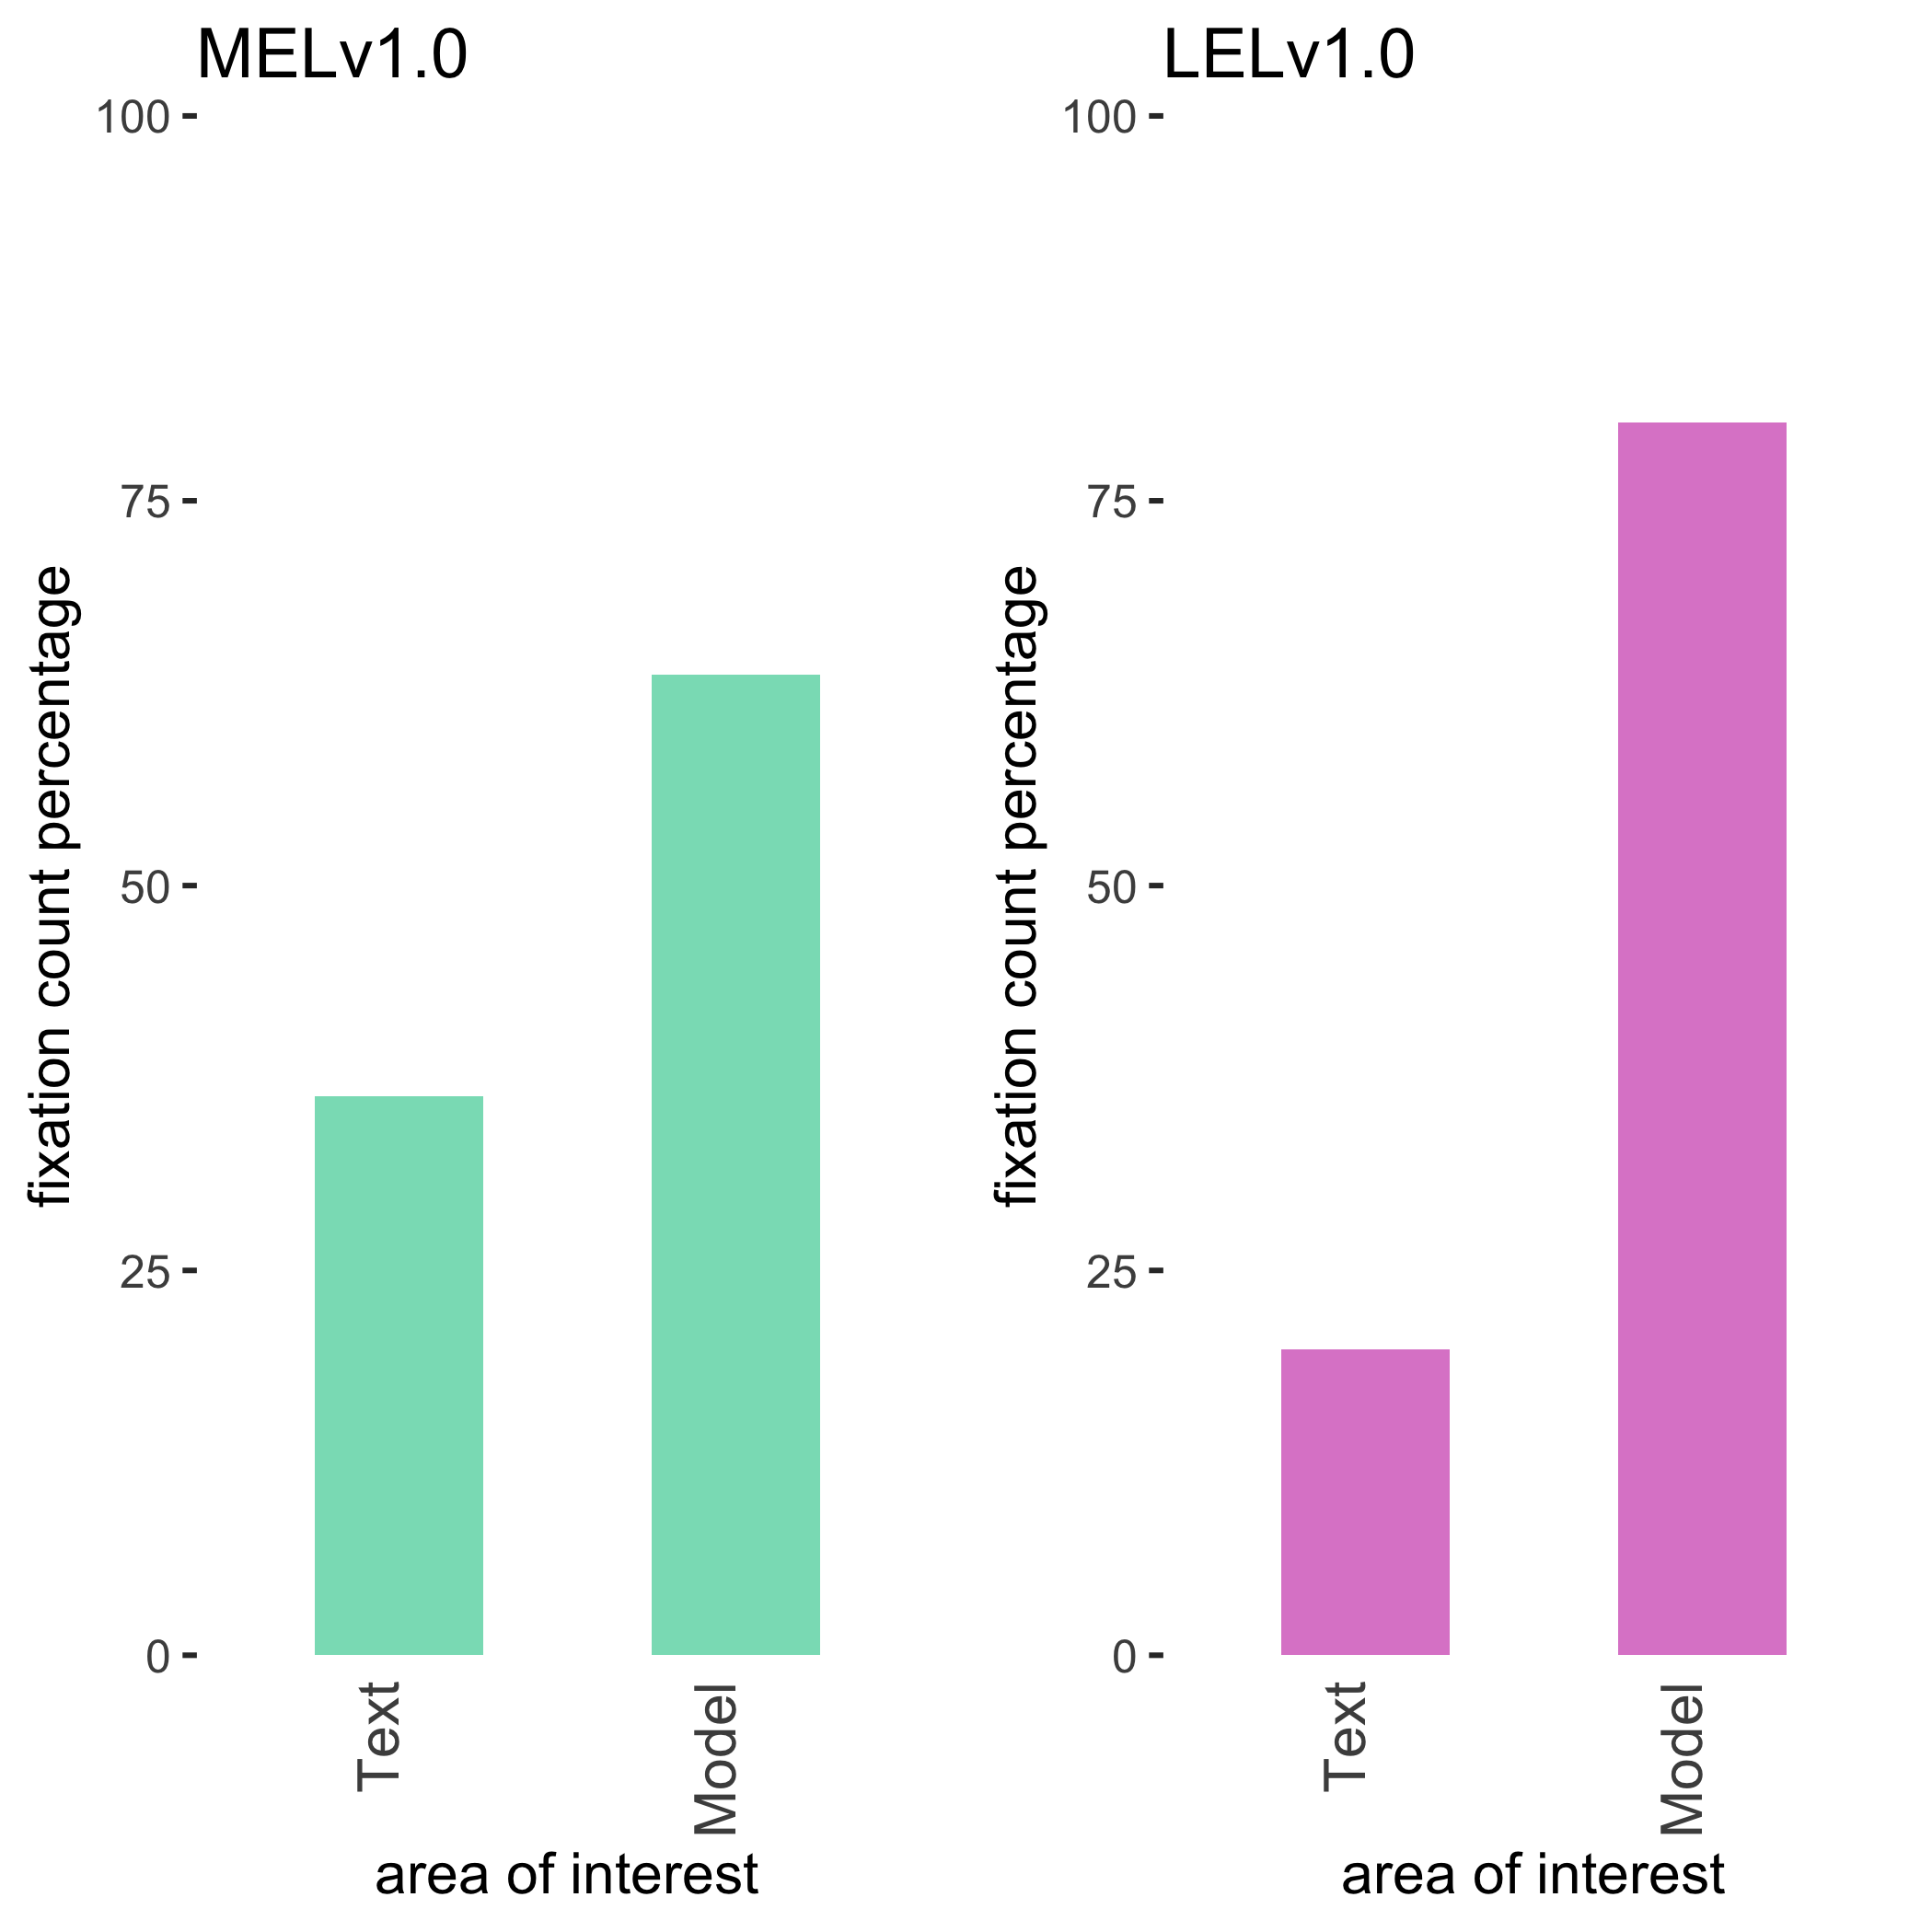 MELv1.0
100
75
50
25
0
fixation count percentage
Text
Model
area of interest
LELv1.0
100
75
50
25
0
fixation count percentage
Text
Model
area of interest